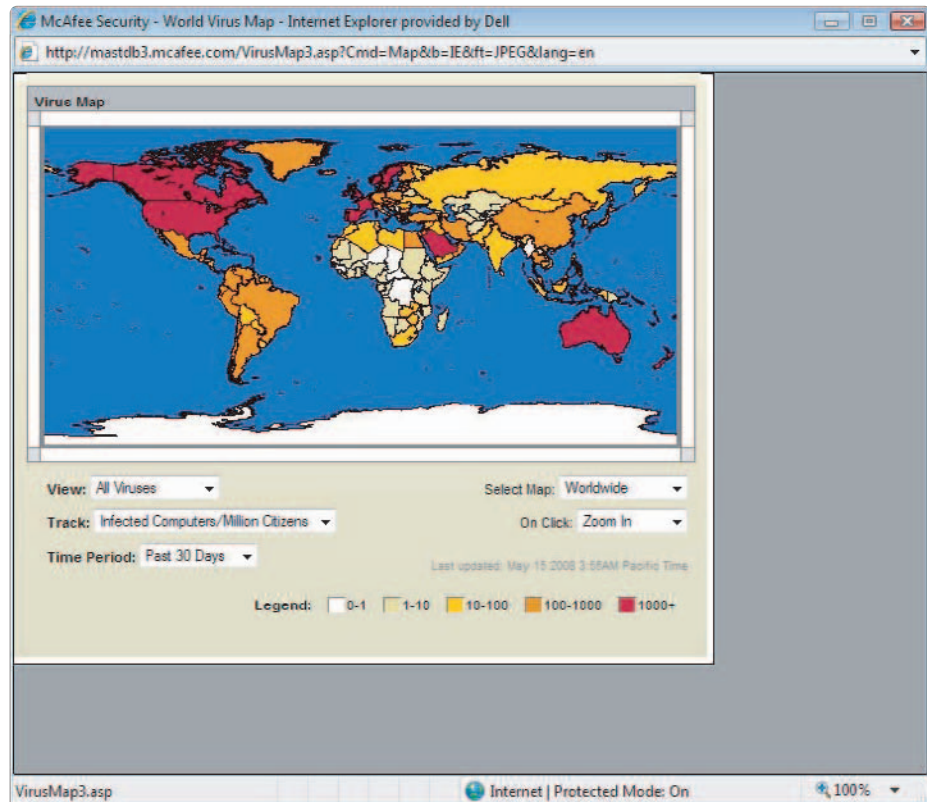 McAfee Security - World Virus Map - Internet Explorer provided by Dell
http://mastdb3.mcafee.com/VirusMap3.asp?Cmd=Map&b=IE&ft=JPEG&lang=en
Virus Map
View: All Viruses
Select Map: Worldwide
Track: Infected Computers/Million Citizens
On Click: Zoom In
Time Period: Past 30 Days
Last updated: May 15 2008 3:55AM Pacific Time
Legend: 0-1 1-10 10-100 100-1000 1000+
VirusMap3.asp
Internet | Protected Mode: On
100%